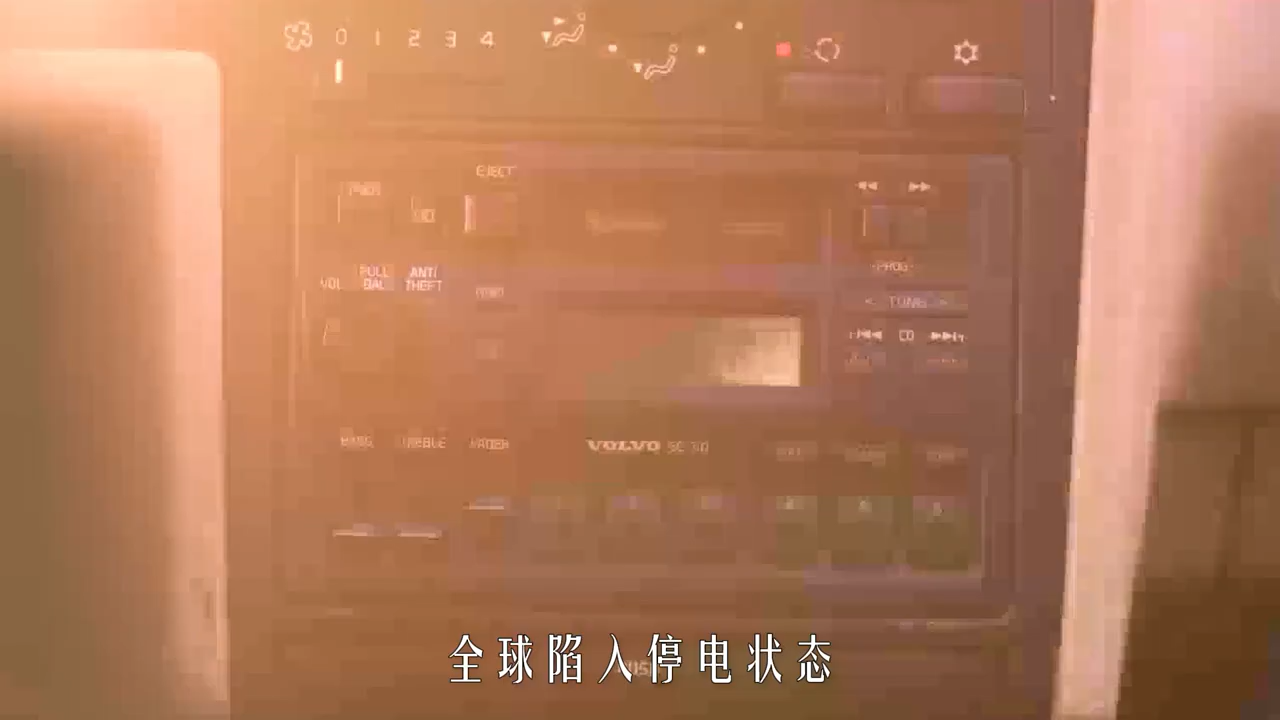 0 1 2 3 4
EJECT
VOL PULL BAL ANTI THEFT
-PROG-
< TUNE >
CD
BASS TREBLE FADER VOLVO
全球陷入停电状态